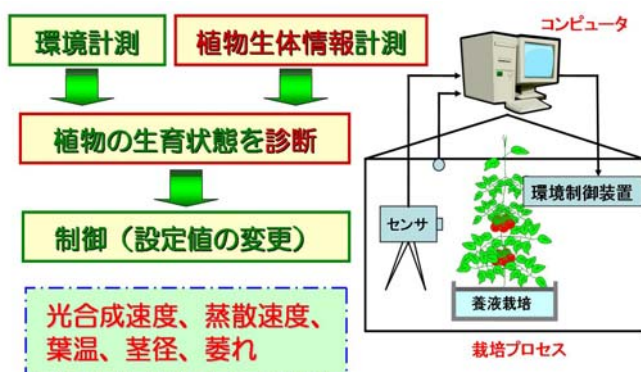 環境計測
植物生体情報計測
植物の生育状態を診断
制御（設定値の変更）
光合成速度、蒸散速度、
葉温、茎径、萎れ
コンピュータ
センサ
環境制御装置
養液栽培
栽培プロセス